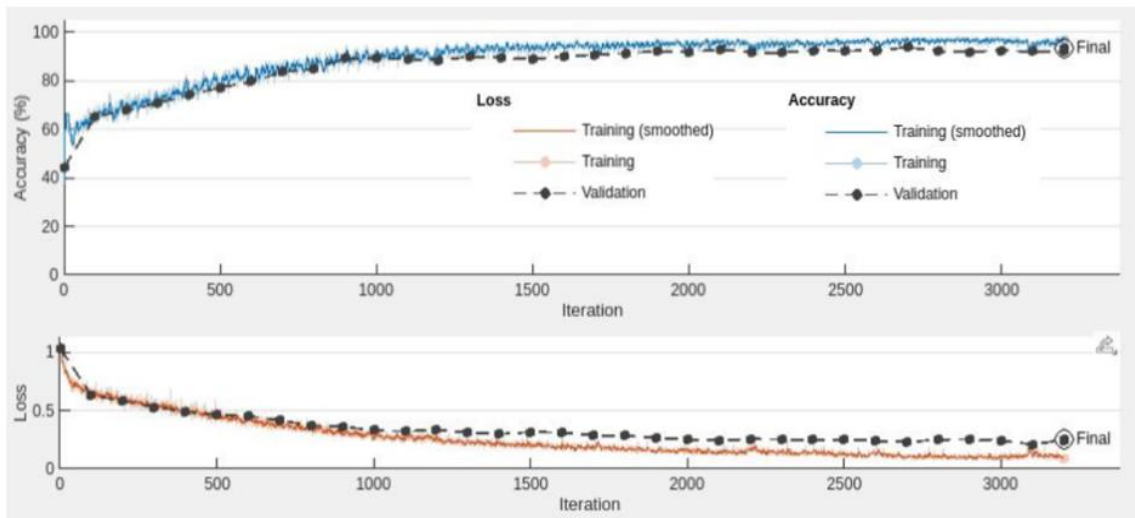 100
80
60
40
20
0
Accuracy (%)
Loss
Training (smoothed)
Training
Validation
Accuracy
Training (smoothed)
Training
Validation
Final
0 500 1000 1500 2000 2500 3000
Iteration
1
0.5
0
Loss
Final
0 500 1000 1500 2000 2500 3000
Iteration